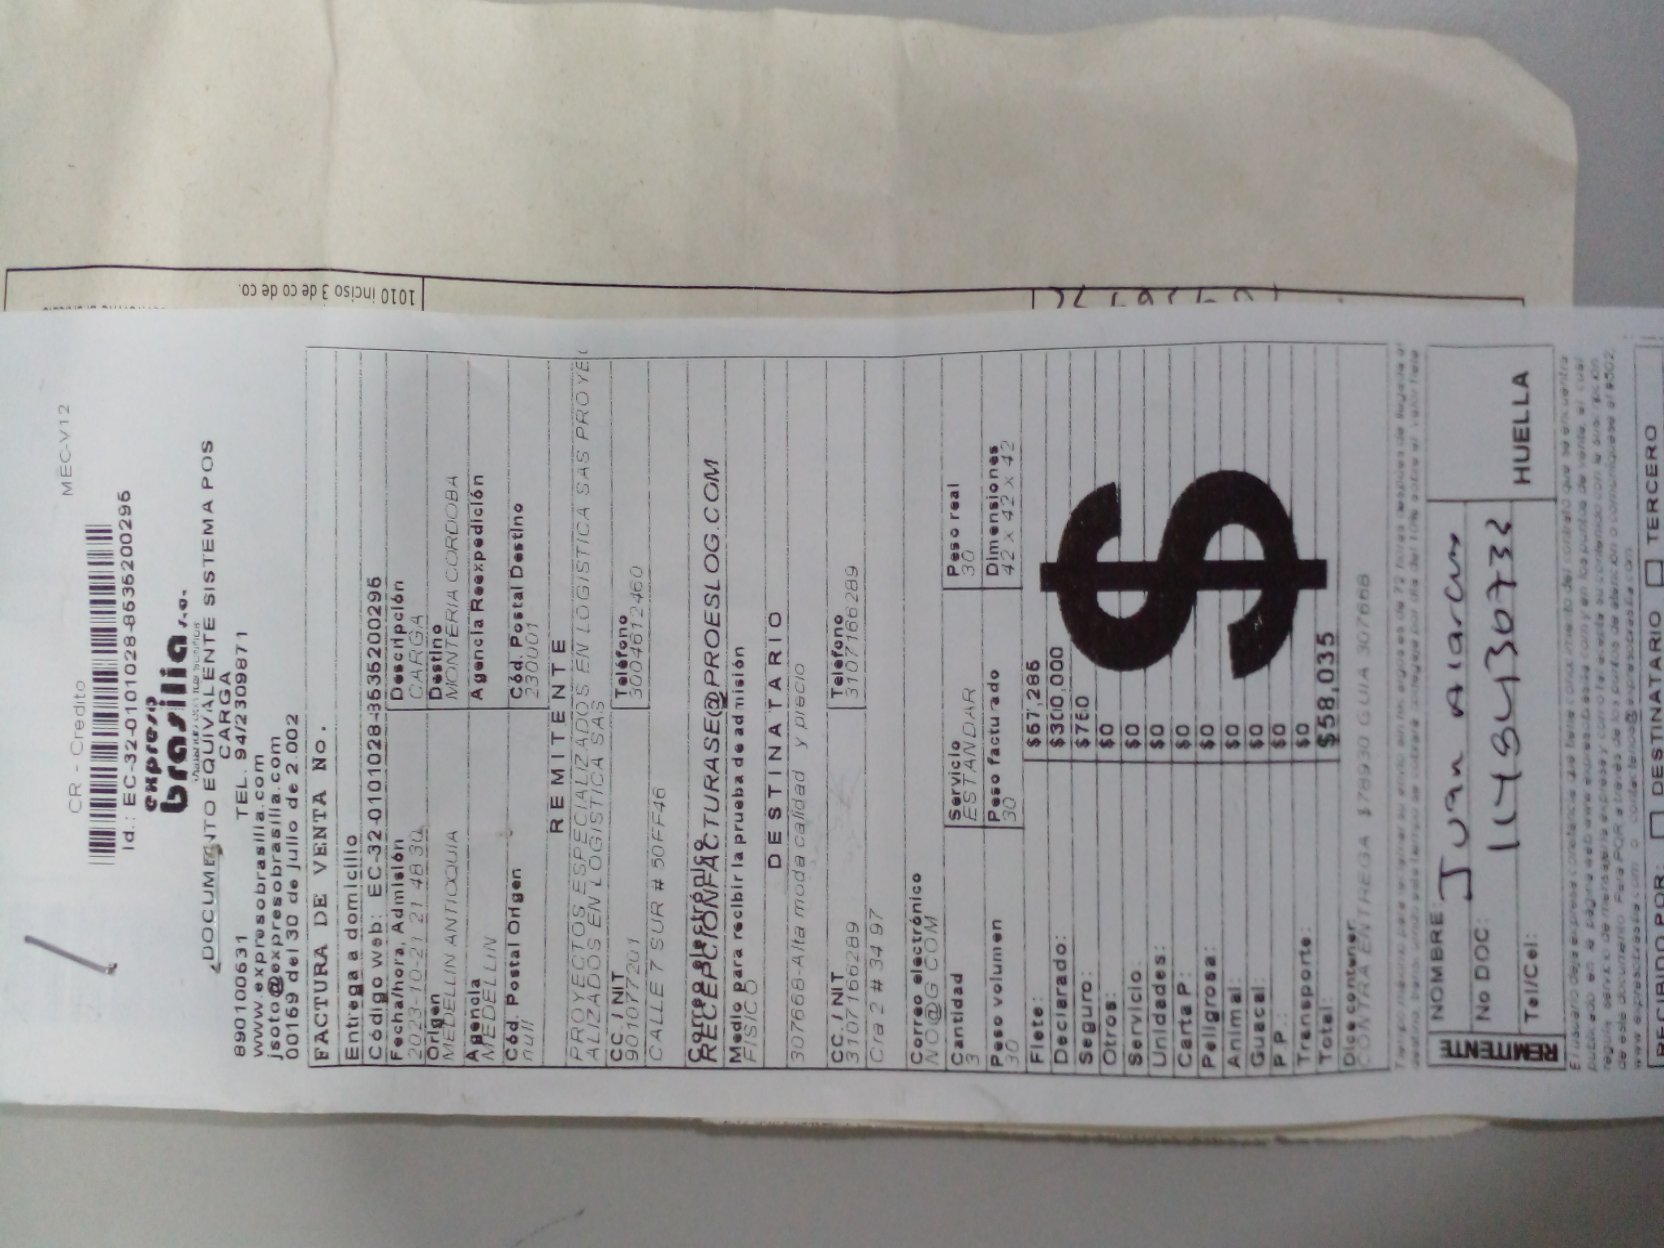 MEC-V12
CR - Credito
Id.: EC-32-0101028-8636200296
expreso
brasilia s.a.
DOCUMENTO EQUIVALENTE SISTEMA POS
CARGA
890100631 TEL. 94/2309871
www.expresobrasilia.com
jsoto@expresobrasilia.com
00169 del 30 de julio de 2.002
FACTURA DE VENTA No.
Entrega a domicilio
Código web: EC-32-0101028-8636200296
Fecha/hora, Admisión Descripción
2023-10-21 21 48 30 CARGA
Origen Destino
MEDELLIN ANTIOQUIA MONTERIA CORDOBA
Agencia Agencia Reexpedición
MEDELLIN
Cód. Postal Origen Cód. Postal Destino
null 230001
REMITENTE
PROYECTOS ESPECIALIZADOS EN LOGISTICA SAS PROYE
ALIZADOS EN LOGISTICA SAS
CC. / NIT Teléfono
9010772201 3004612460
CALLE 7 SUR # 50FF46
Correo electrónico
RECEPCIONFACTURASE@PROESLOG.COM
Medio para recibir la prueba de admisión
FISICO
DESTINATARIO
307668-Alta moda calidad y precio
CC. / NIT Teléfono
3107166289 3107166289
Cra 2 # 34 97
Correo electrónico
NO@G COM
Cantidad Servicio Peso real
3 ESTANDAR 30
Peso volumen Peso facturado Dimensiones
30 30 42 x 42 x 42
Flete: $57,285
Declarado: $300,000
Seguro: $750
Otros: $0
Servicio: $0
Unidades: $0
Carta P: $0
Peligrosa: $0
Animal: $0
Guacal: $0
P P: $0
Transporte: $0
Total: $58,035
$
Dice contener
CONTRA ENTREGA $789930 GUIA 307668
REMITENTE
NOMBRE: Juan Alarcon
No DOC: 11484130732
Tel/Cel:
HUELLA
RECIBIDO POR: DESTINATARIO TERCERO
1010 inciso 3 de co de co.